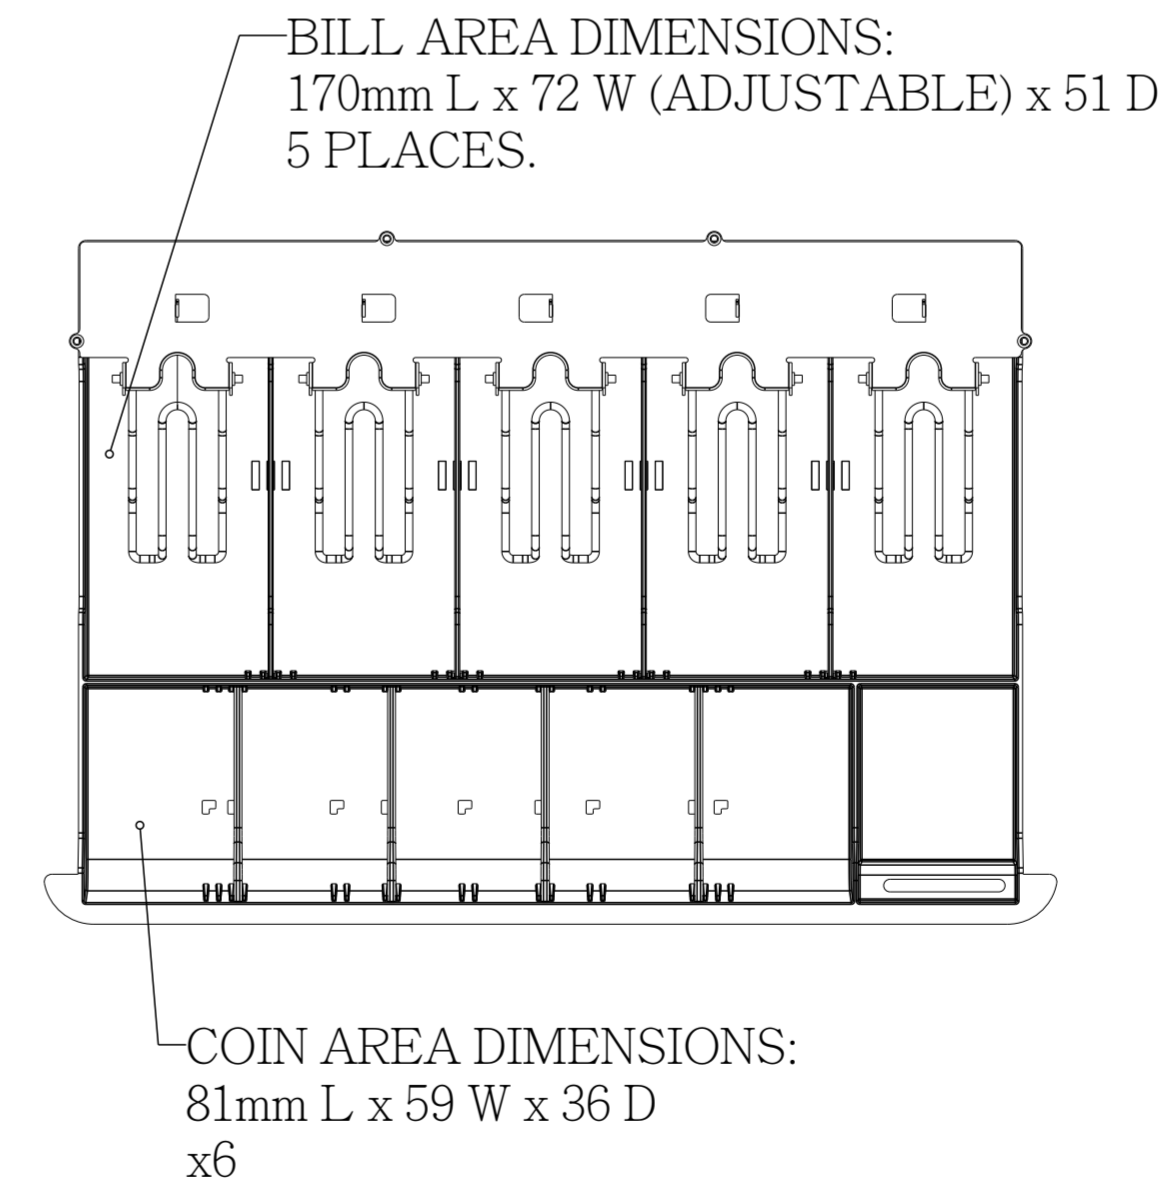 BILL AREA DIMENSIONS:
170mm L x 72 W (ADJUSTABLE) x 51 D
5 PLACES.
COIN AREA DIMENSIONS:
81mm L x 59 W x 36 D
x6